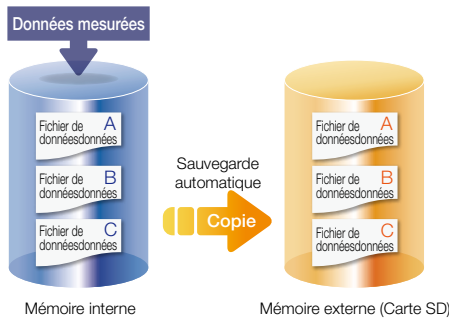 Données mesurées
Fichier de A
donnéesdonnées
Fichier de B
donnéesdonnées
Fichier de C
donnéesdonnées
Sauvegarde
automatique
Copie
Fichier de A
donnéesdonnées
Fichier de B
donnéesdonnées
Fichier de C
donnéesdonnées
Mémoire interne
Mémoire externe (Carte SD)